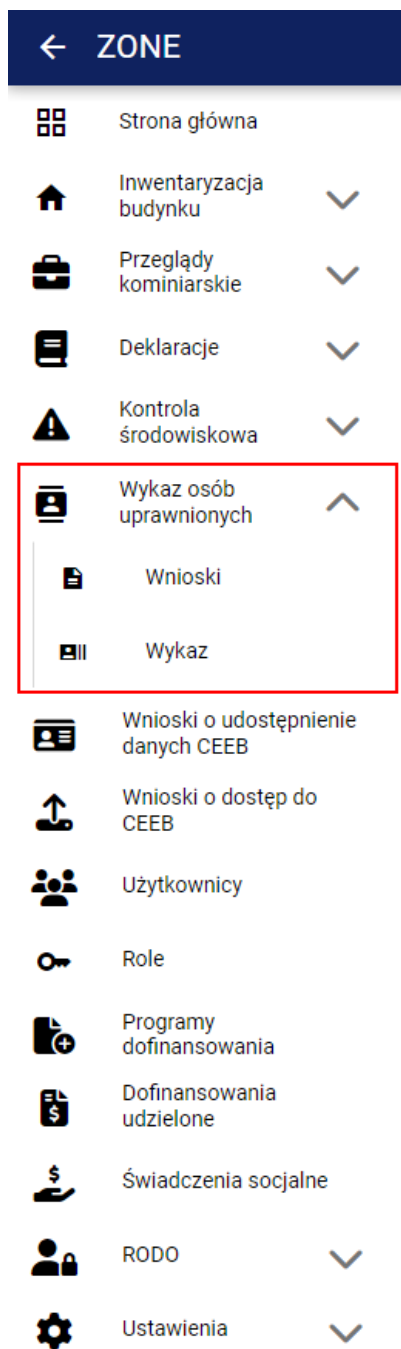 ZONE
Strona główna
Inwentaryzacja
budynku
Przeglądy
kominiarskie
Deklaracje
Kontrola
środowiskowa
Wykaz osób
uprawnionych
Wnioski
Wykaz
Wnioski o udostępnienie
danych CEEB
Wnioski o dostęp do
CEEB
Użytkownicy
Role
Programy
dofinansowania
Dofinansowania
udzielone
Świadczenia socjalne
RODO
Ustawienia